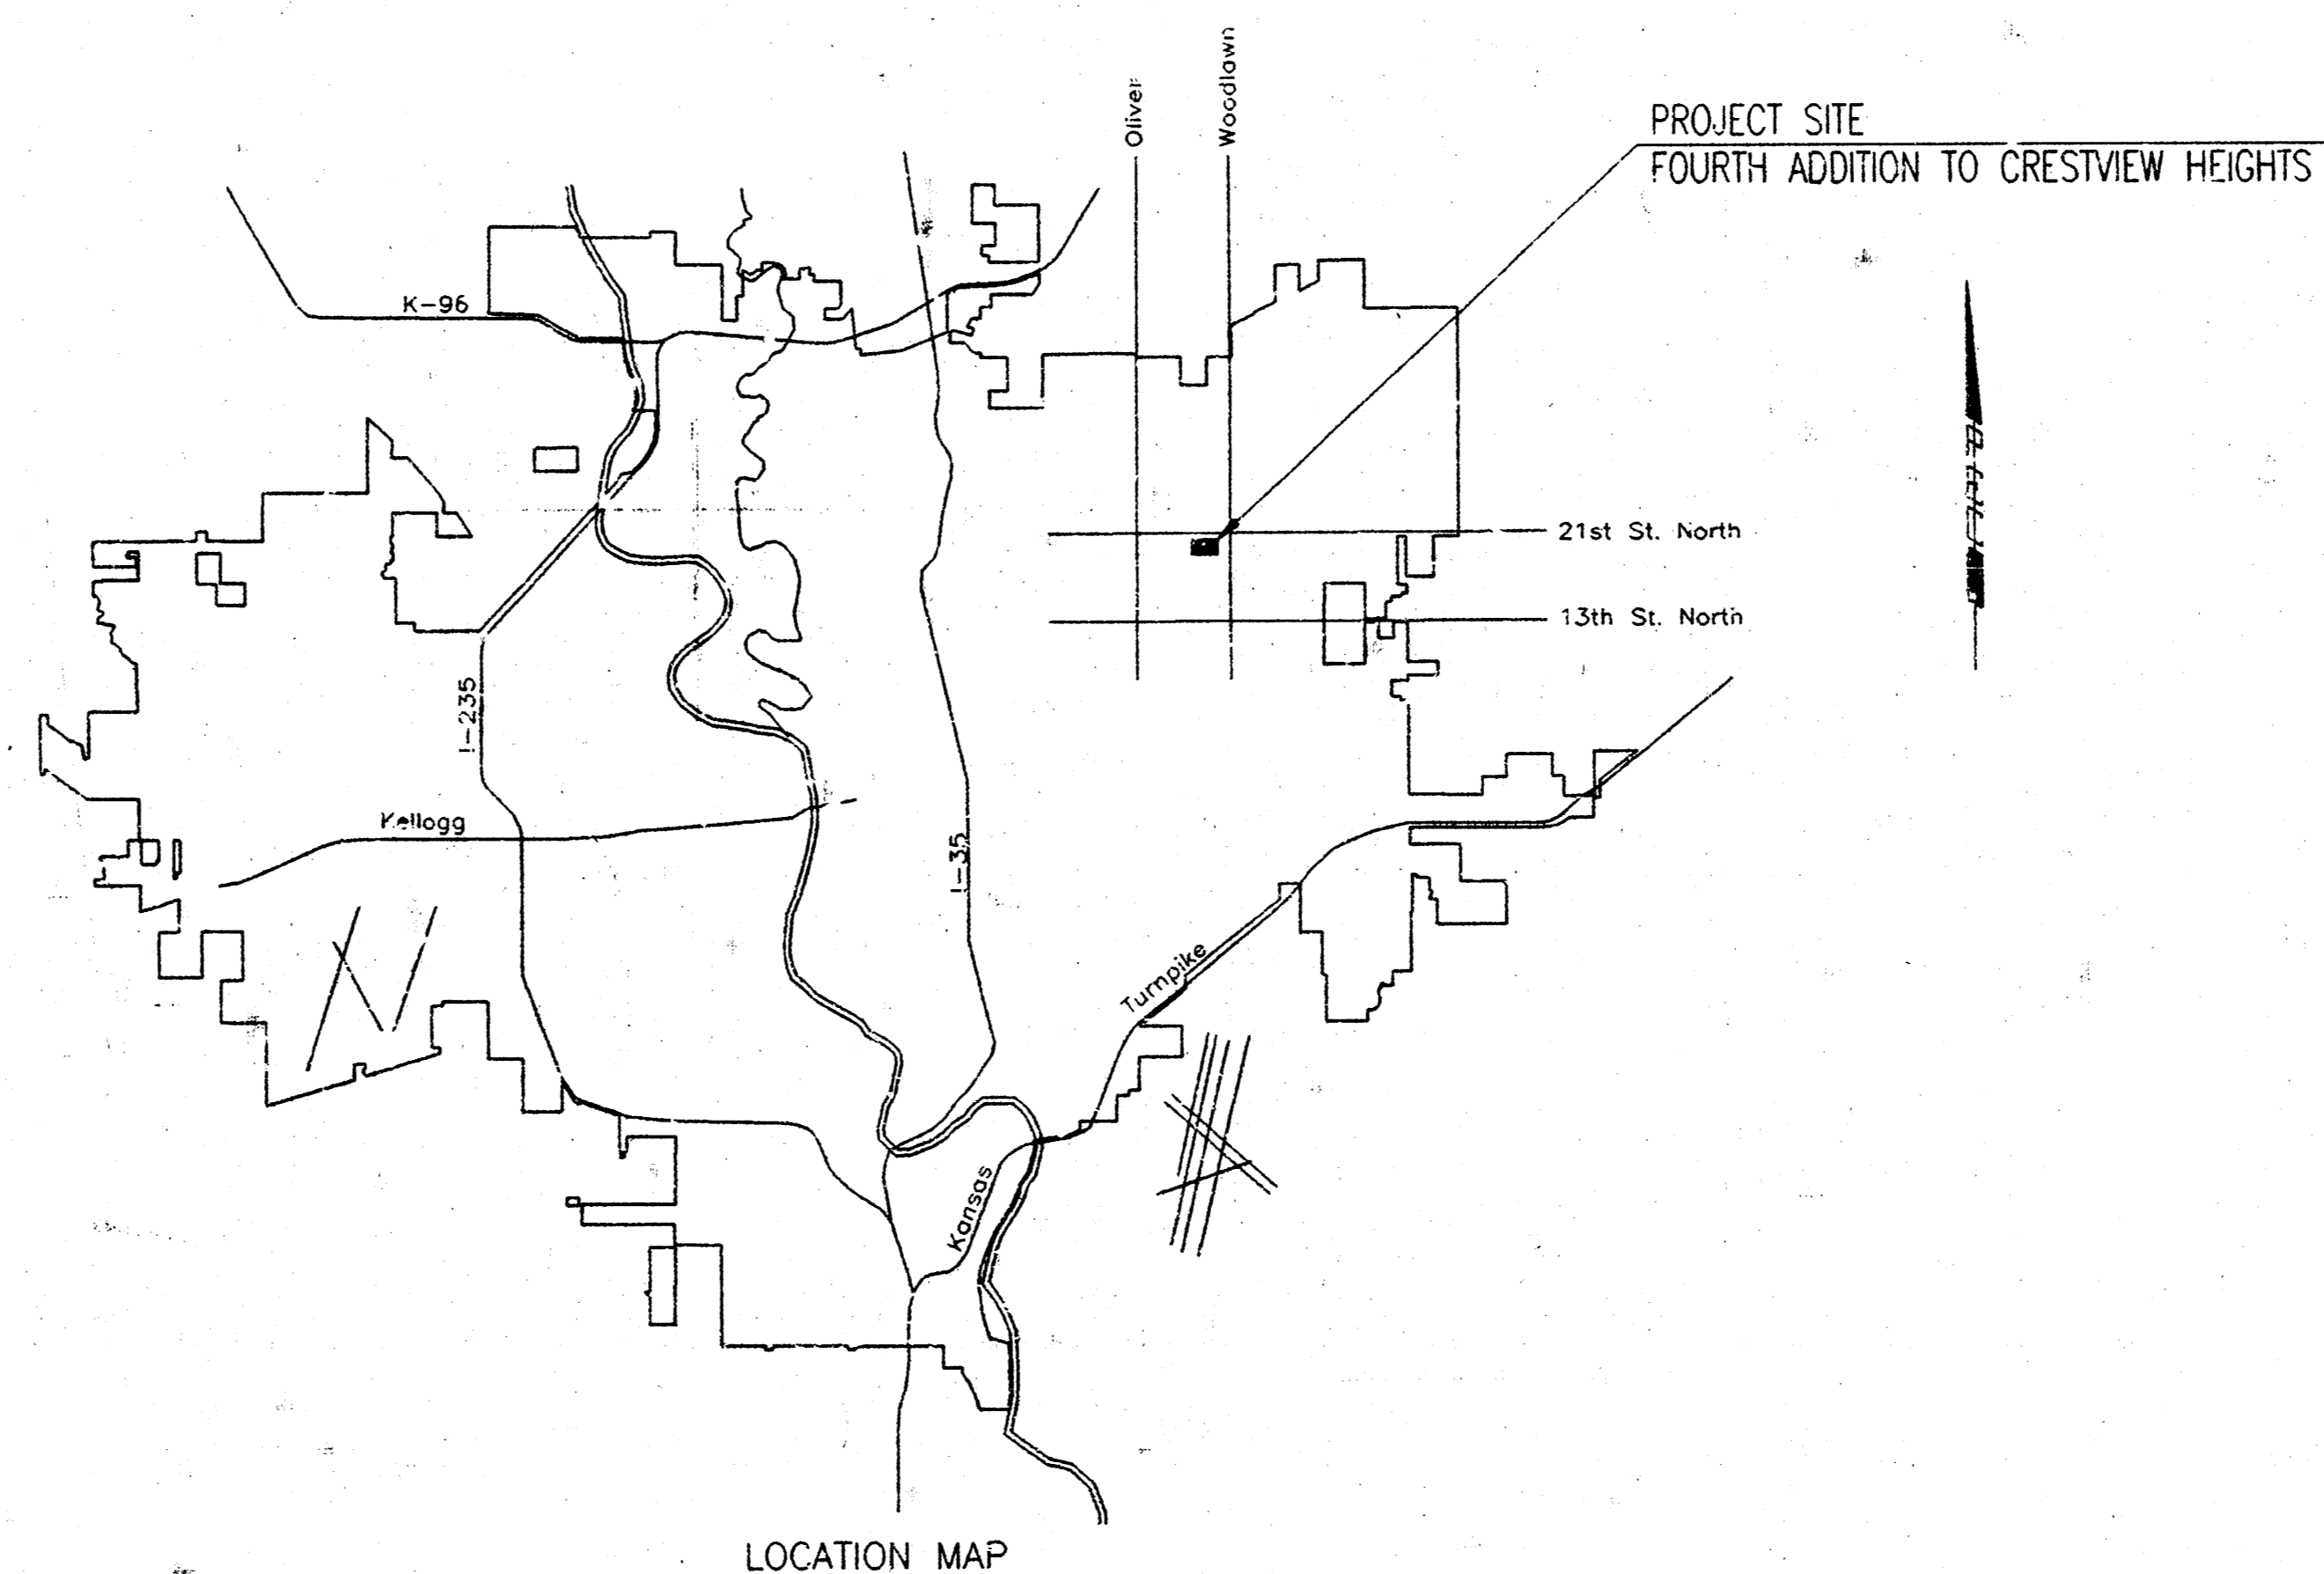 Oliver
Woodlawn
PROJECT SITE
FOURTH ADDITION TO CRESTVIEW HEIGHTS
K-96
21st St. North
13th St. North
I-235
Kellogg
I-35
Turnpike
Kansas
LOCATION MAP